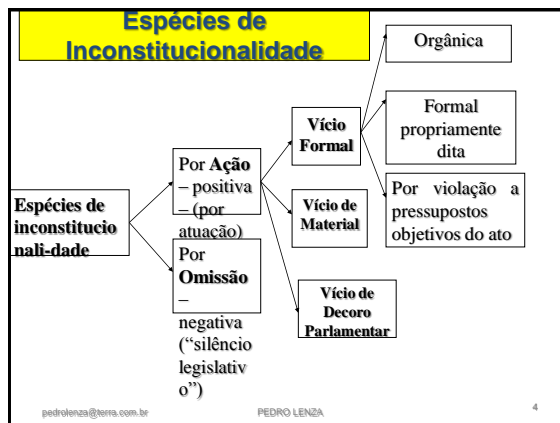 Espécies de
Inconstitucionalidade
Orgânica
Formal
propriamente
dita
Vício
Formal
Por Ação
– positiva
– (por
atuação)
Por violação a
pressupostos
objetivos do ato
Espécies de
inconstitucio
nali-dade
Vício de
Material
Por
Omissão
–
negativa
(“silêncio
legislativ
o”)
Vício de
Decoro
Parlamentar
pedrolenza@terra.com.br
PEDRO LENZA
4